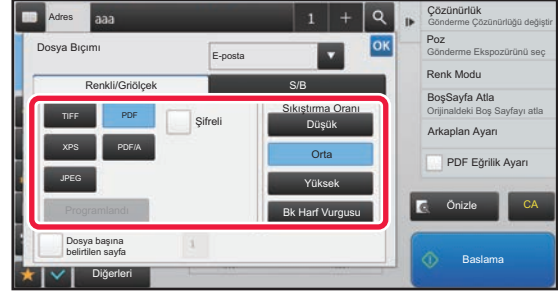 Adres
aaa
1
Dosya Bıçımı
E-posta
OK
Renkli/Griölçek
S/B
TIFF
PDF
Şifreli
XPS
PDF/A
JPEG
Programlandı
Sıkıştırma Oranı
Düşük
Orta
Yüksek
Bk Harf Vurgusu
Dosya başına
belirtilen sayfa
1
Diğerleri
Çözünürlük
Gönderme Çözünürlüğü değiştir
Poz
Gönderme Ekspozürünü seç
Renk Modu
BoşSayfa Atla
Orijinaldeki Boş Sayfayı atla
Arkaplan Ayarı
PDF Eğrilik Ayarı
Önizle
CA
Baslama